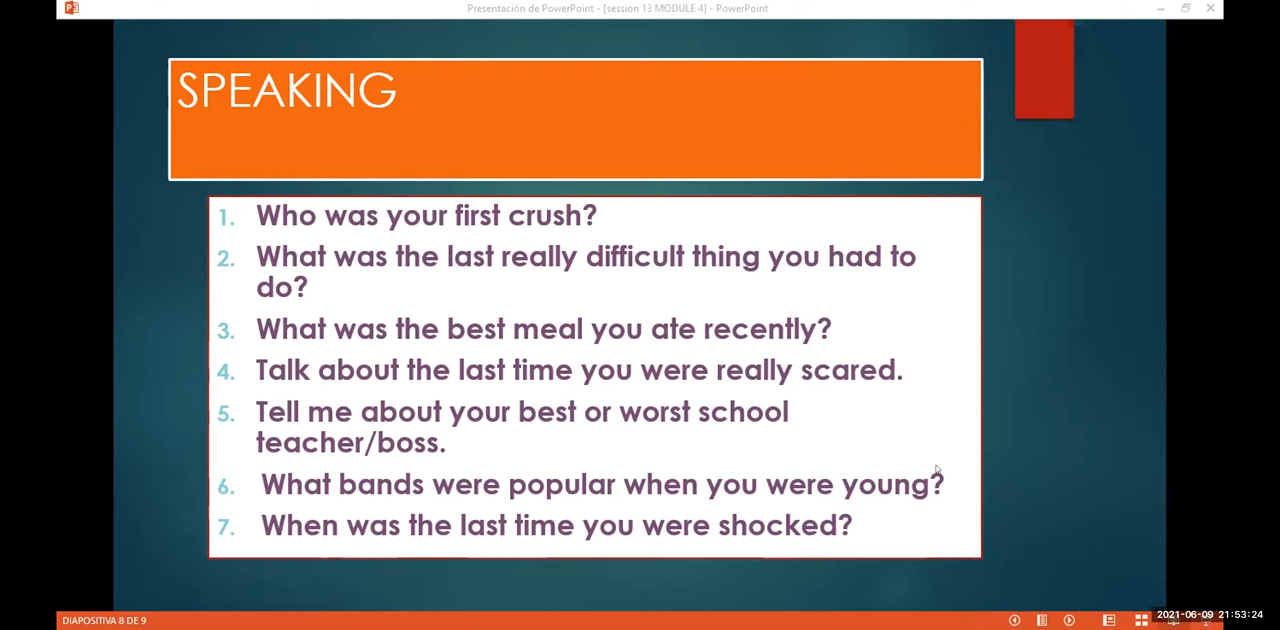 Presentación de PowerPoint - [session 13 MODULE 4] - PowerPoint
SPEAKING
1. Who was your first crush?
2. What was the last really difficult thing you had to
do?
3. What was the best meal you ate recently?
4. Talk about the last time you were really scared.
5. Tell me about your best or worst school
teacher/boss.
6. What bands were popular when you were young?
7. When was the last time you were shocked?
DIAPOSITIVA 8 DE 9
2021-06-09 21:53:24